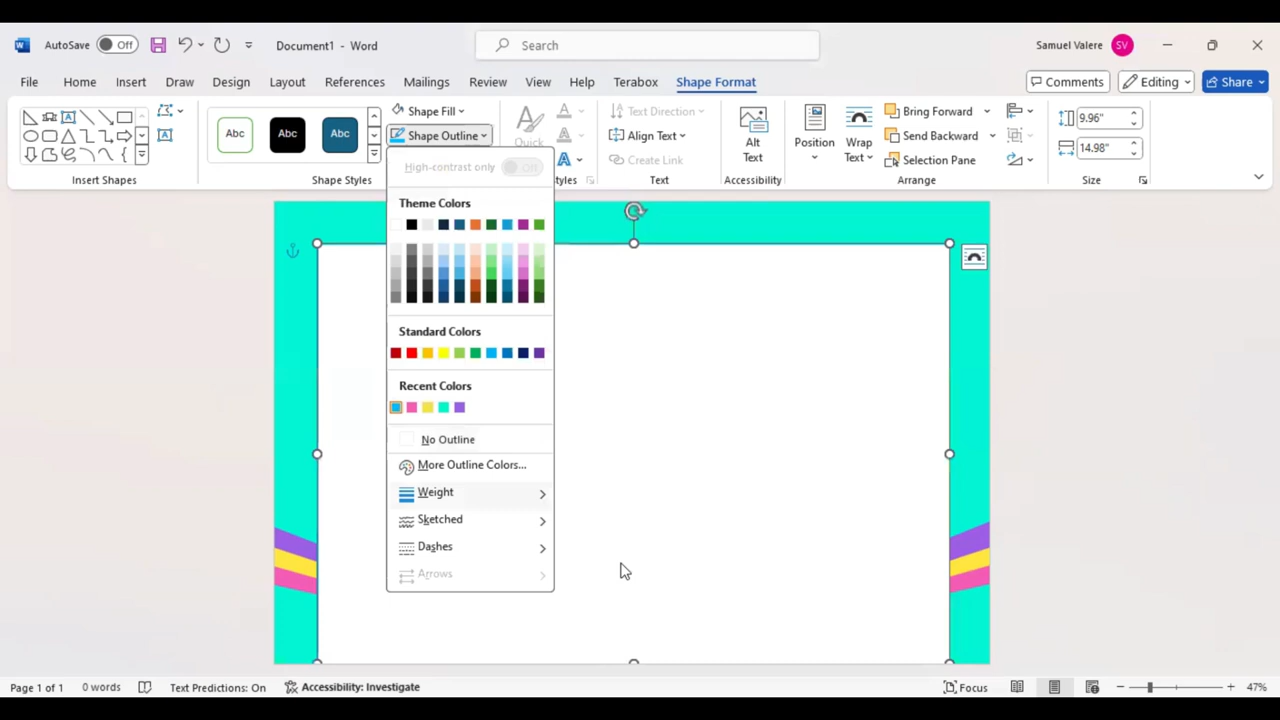 AutoSave Off Document1 - Word Search Samuel Valere SV
File Home Insert Draw Design Layout References Mailings Review View Help Terabox Shape Format Comments Editing Share
Abc Abc Abc
Shape Fill
Shape Outline
Quick
Text Direction
Align Text
Create Link
Alt
Text
Position
Wrap
Text
Bring Forward
Send Backward
Selection Pane
9.96"
14.98"
Insert Shapes Shape Styles Styles Text Accessibility Arrange Size
High-contrast only Off
Theme Colors
Standard Colors
Recent Colors
No Outline
More Outline Colors...
Weight
Sketched
Dashes
Arrows
Page 1 of 1 0 words Text Predictions: On Accessibility: Investigate Focus 47%